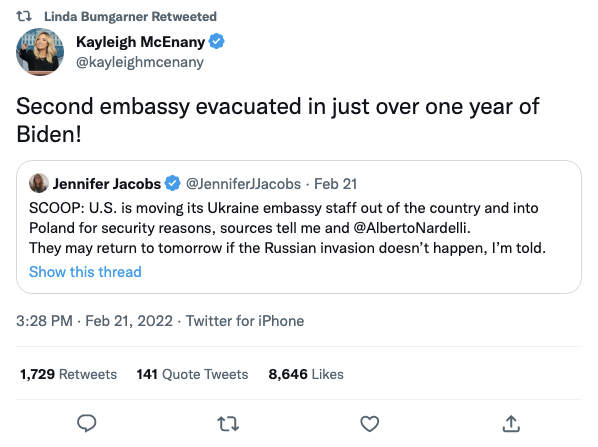 Linda Bumgarner Retweeted
Kayleigh McEnany
@kayleighmcenany
Second embassy evacuated in just over one year of
Biden!
Jennifer Jacobs @JenniferJJacobs · Feb 21
SCOOP: U.S. is moving its Ukraine embassy staff out of the country and into
Poland for security reasons, sources tell me and @AlbertoNardelli.
They may return to tomorrow if the Russian invasion doesn’t happen, I’m told.
Show this thread
3:28 PM · Feb 21, 2022 · Twitter for iPhone
1,729 Retweets 141 Quote Tweets 8,646 Likes